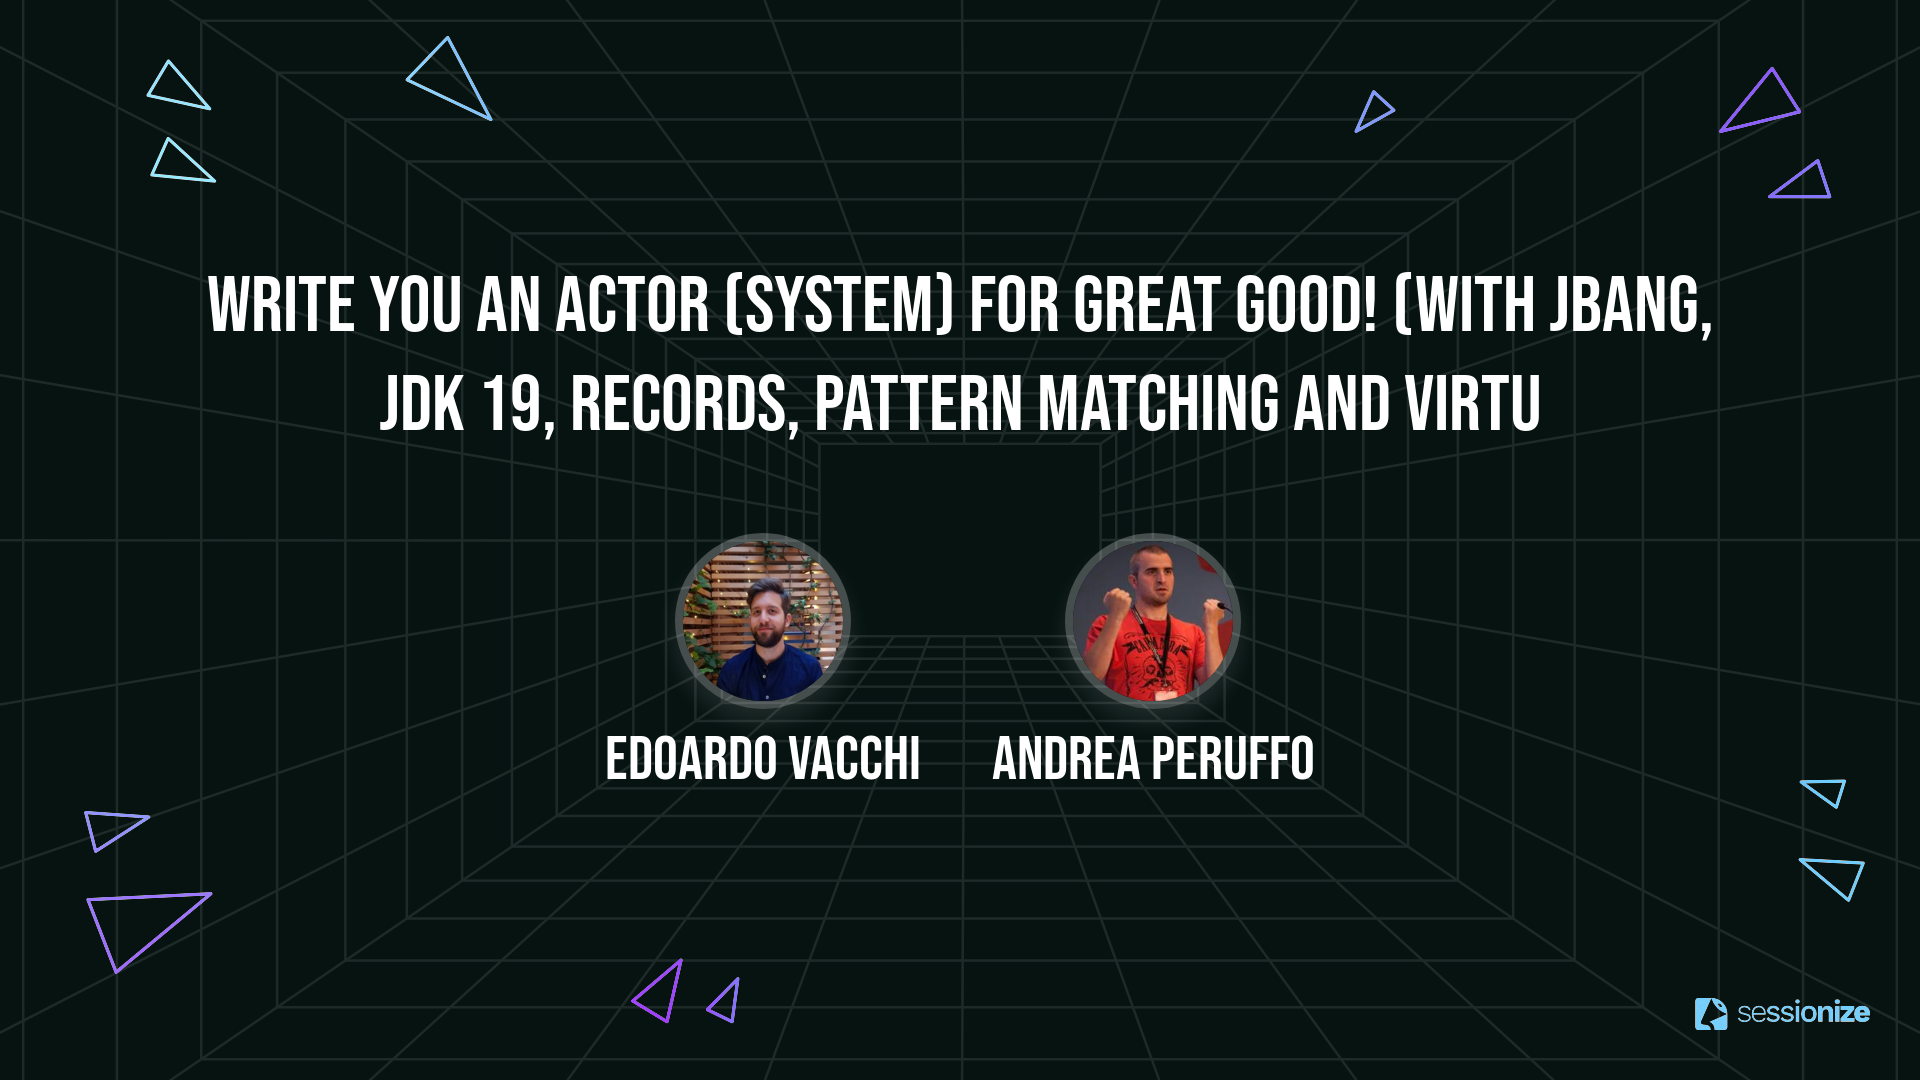 WRITE YOU AN ACTOR (SYSTEM) FOR GREAT GOOD! (WITH JBANG,
JDK 19, RECORDS, PATTERN MATCHING AND VIRTU
EDOARDO VACCHI
ANDREA PERUFFO
sessionize